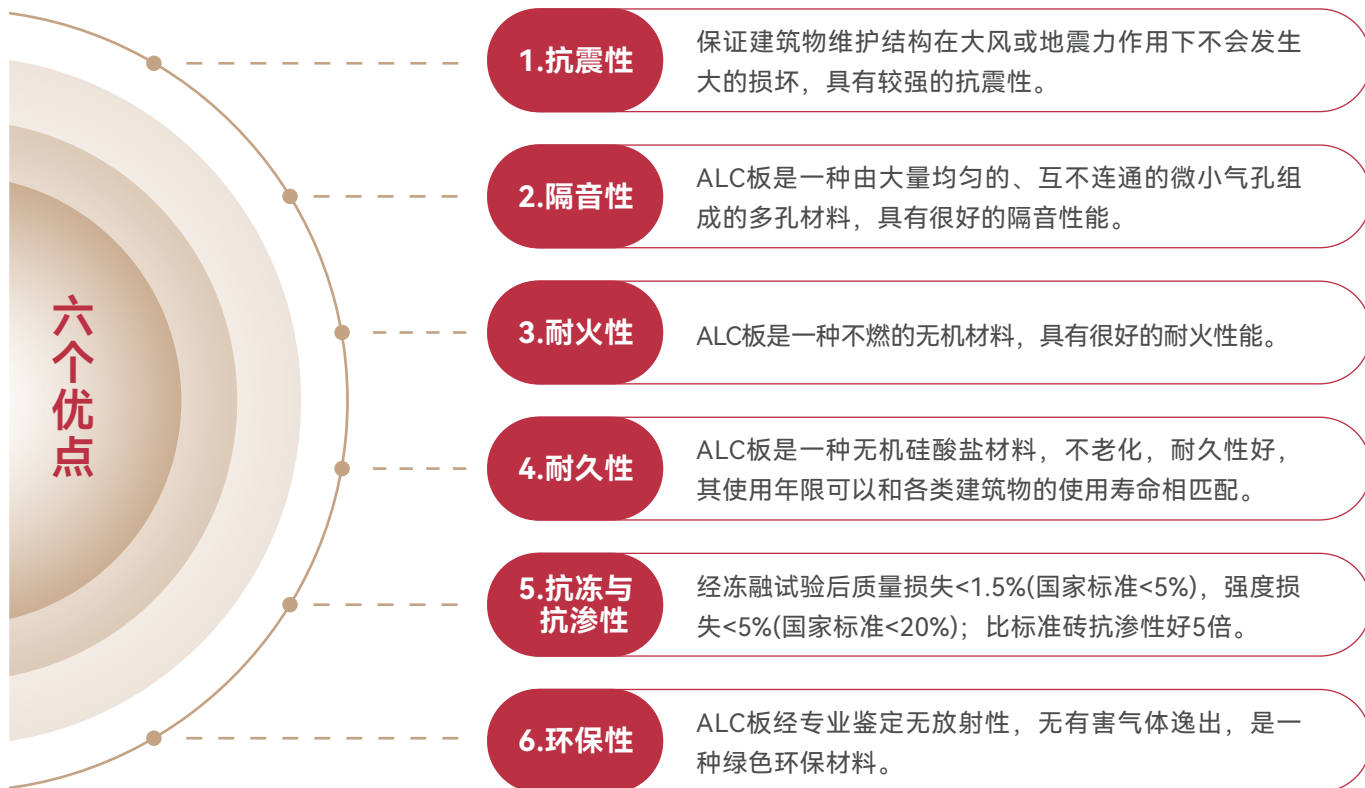 六个优点
1.抗震性
保证建筑物维护结构在大风或地震力作用下不会发生
大的损坏，具有较强的抗震性。
2.隔音性
ALC板是一种由大量均匀的、互不连通的微小气孔组
成的多孔材料，具有很好的隔音性能。
3.耐火性
ALC板是一种不燃的无机材料，具有很好的耐火性能。
4.耐久性
ALC板是一种无机硅酸盐材料，不老化，耐久性好，
其使用年限可以和各类建筑物的使用寿命相匹配。
5.抗冻与
抗渗性
经冻融试验后质量损失<1.5%(国家标准<5%)，强度损
失<5%(国家标准<20%)；比标准砖抗渗性好5倍。
6.环保性
ALC板经专业鉴定无放射性，无有害气体逸出，是一
种绿色环保材料。